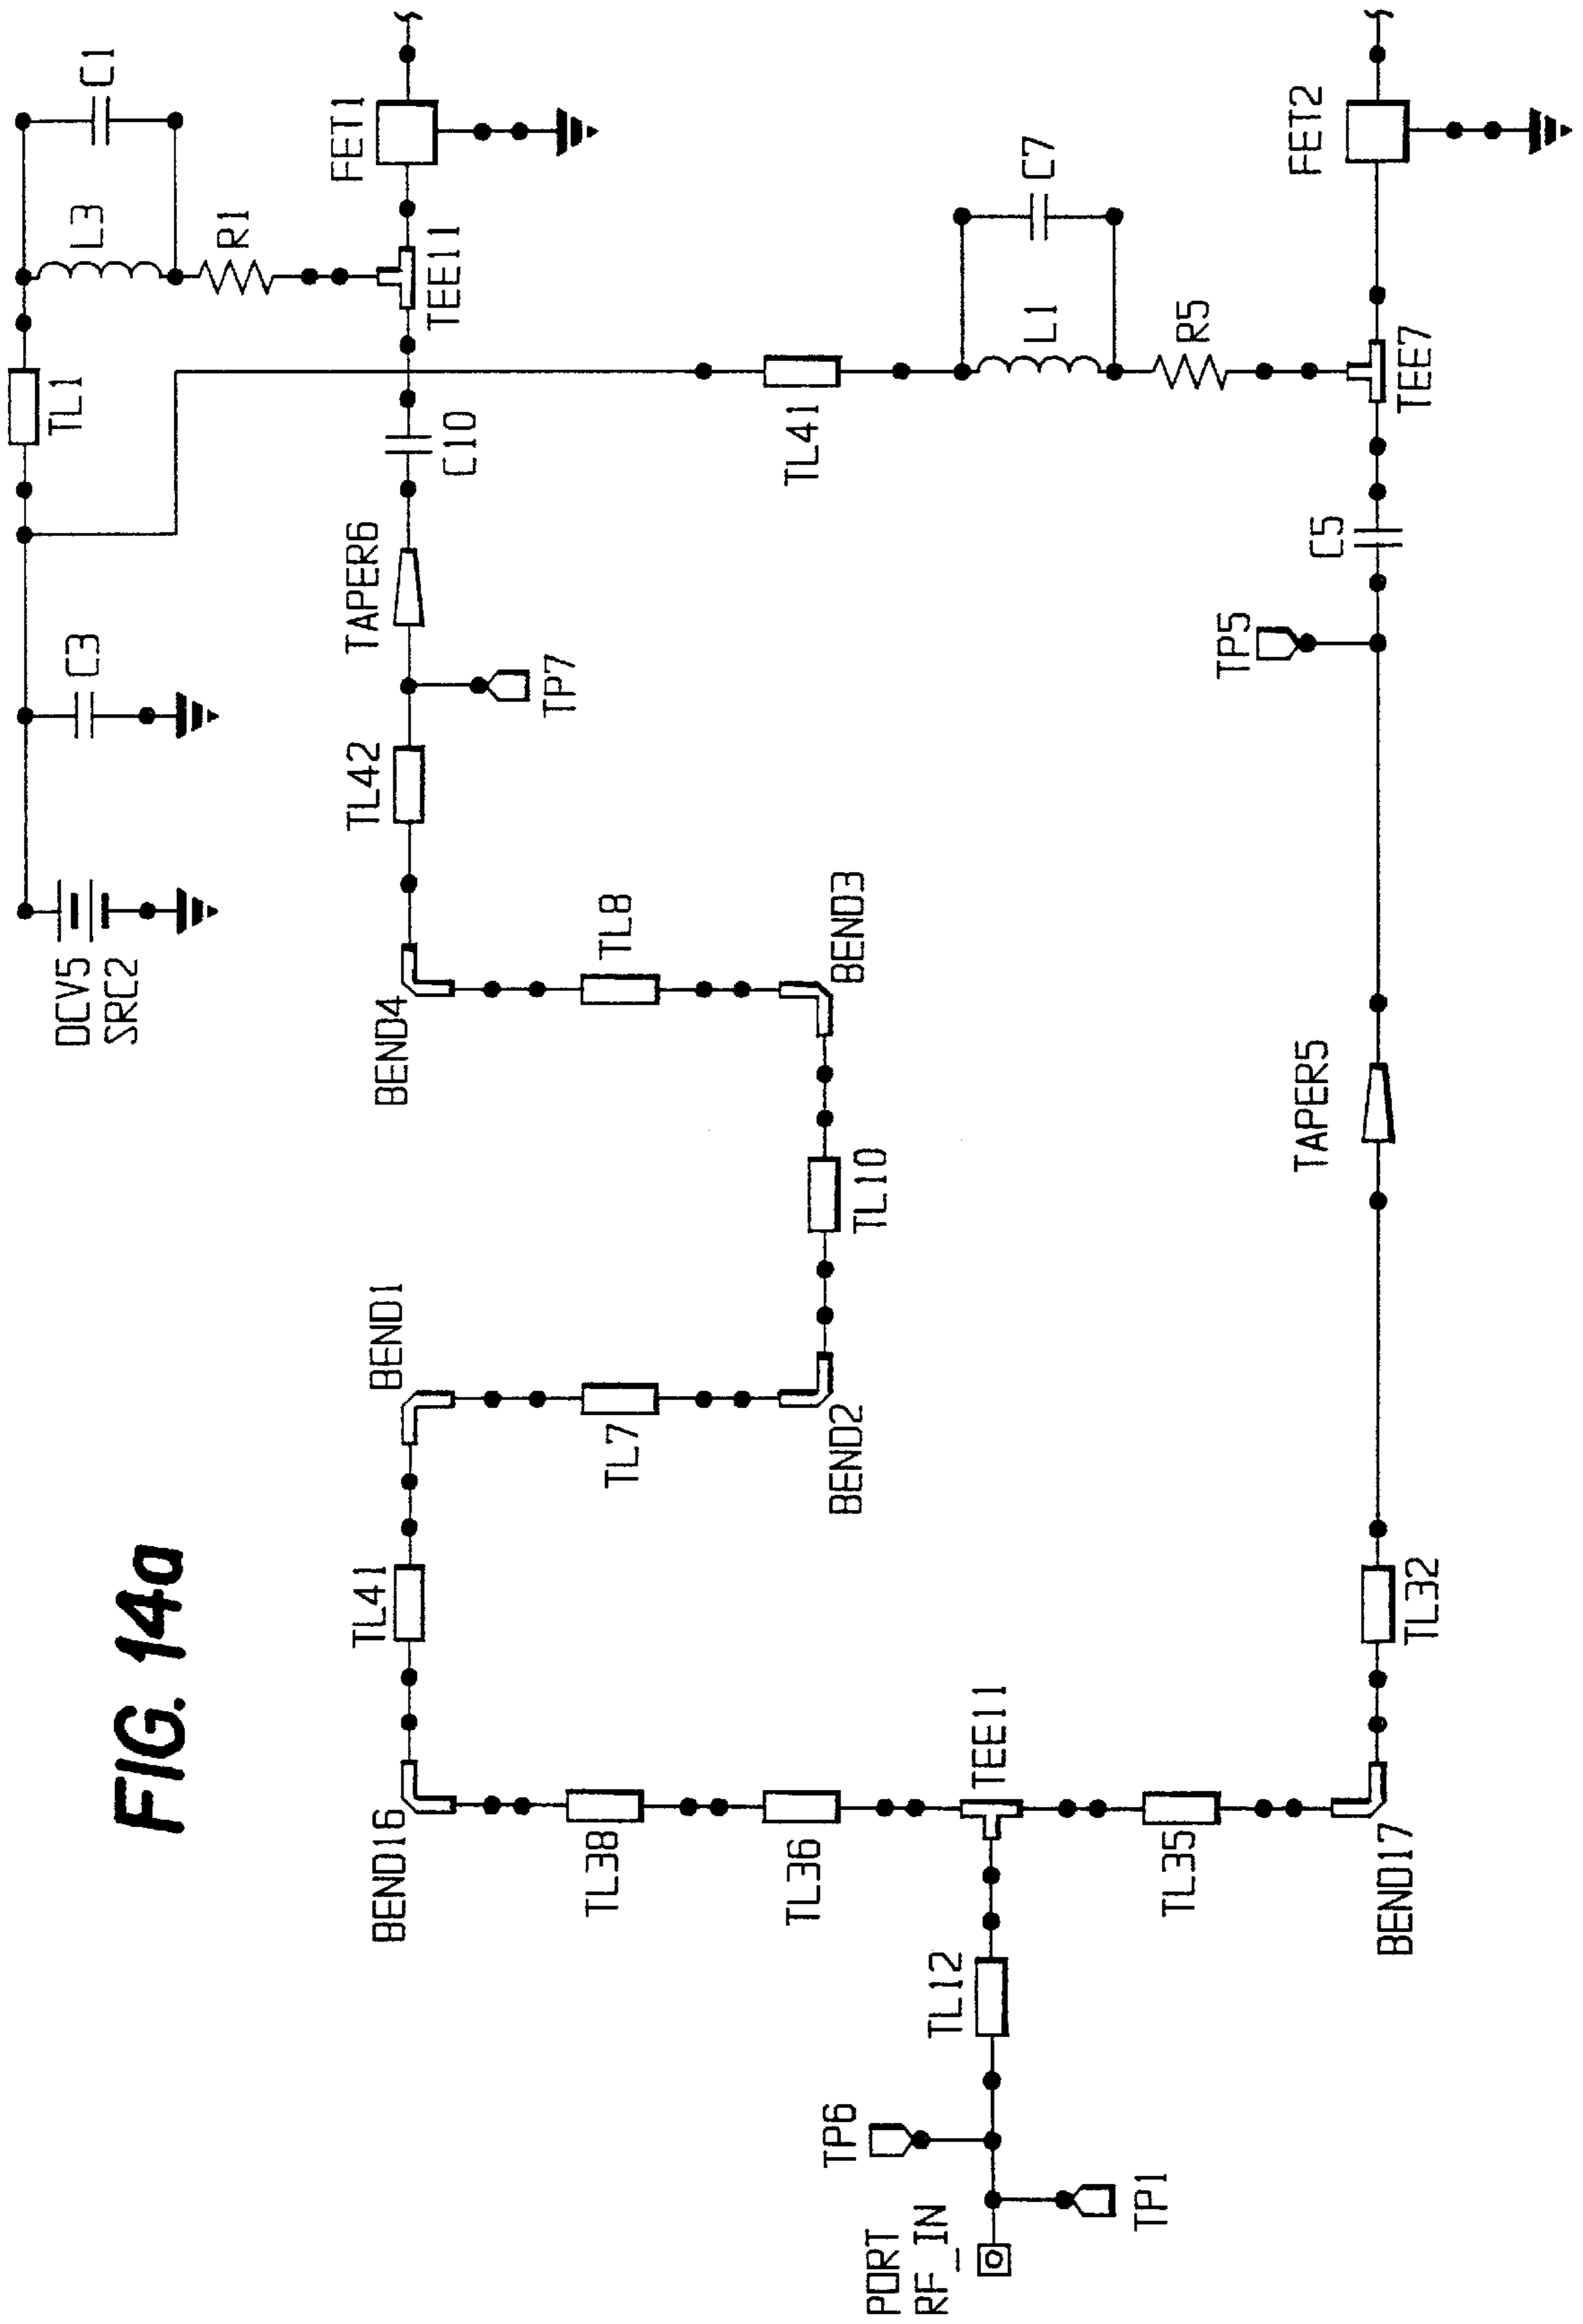 FIG. 14a
DCV5
SRC2
C3
TL1
L3
C1
R1
FET1
TEE11
C10
TAPER6
TP7
TL42
BEND4
TL8
BEND3
TL10
BEND2
TL7
BEND1
TL41
BEND16
TL38
TL36
TEE11
TL12
TP6
TP1
PORT
RF_IN
TL35
BEND17
TL32
TAPER5
TP5
C5
TEE7
R5
L1
C7
TL41
FET2